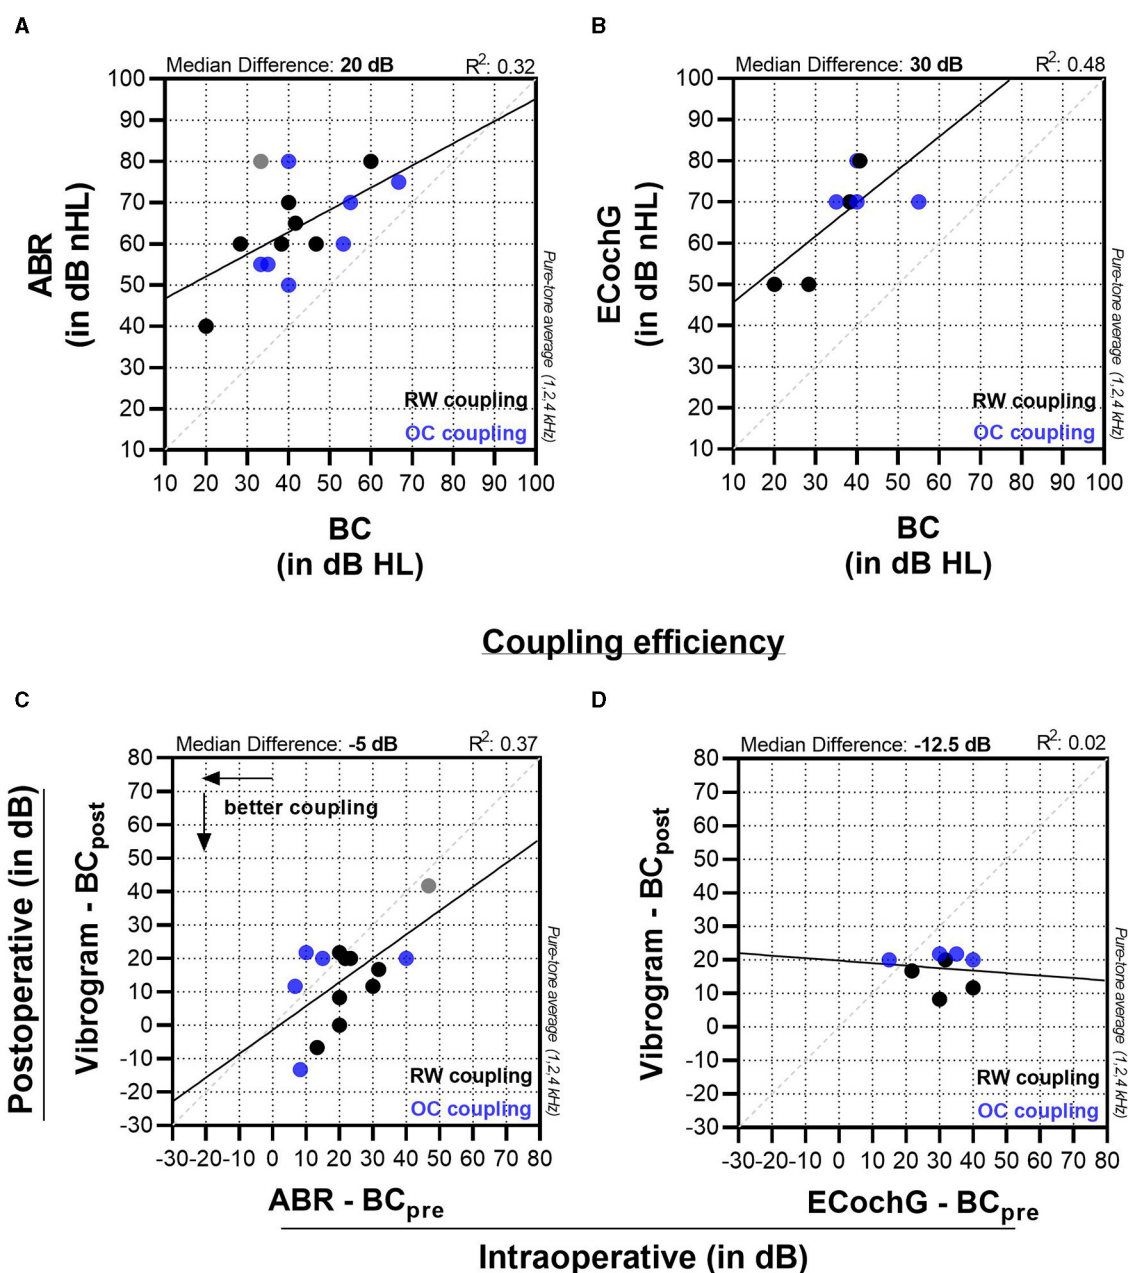 A
Median Difference: 20 dB
R2: 0.32
100
90
80
70
60
50
40
30
20
10
ABR
(in dB nHL)
Pure-tone average (1,2,4 kHz)
RW coupling
OC coupling
10 20 30 40 50 60 70 80 90 100
BC
(in dB HL)
B
Median Difference: 30 dB
R2: 0.48
100
90
80
70
60
50
40
30
20
10
ECochG
(in dB nHL)
Pure-tone average (1,2,4 kHz)
RW coupling
OC coupling
10 20 30 40 50 60 70 80 90 100
BC
(in dB HL)
Coupling efficiency
C
Median Difference: -5 dB
R2: 0.37
80
70
60
50
40
30
20
10
0
-10
-20
-30
Postoperative (in dB)
Vibrogram - BCpost
better coupling
Pure-tone average (1,2,4 kHz)
RW coupling
OC coupling
-30 -20 -10 0 10 20 30 40 50 60 70 80
ABR - BCpre
D
Median Difference: -12.5 dB
R2: 0.02
80
70
60
50
40
30
20
10
0
-10
-20
-30
Vibrogram - BCpost
Pure-tone average (1,2,4 kHz)
RW coupling
OC coupling
-30 -20 -10 0 10 20 30 40 50 60 70 80
ECochG - BCpre
Intraoperative (in dB)